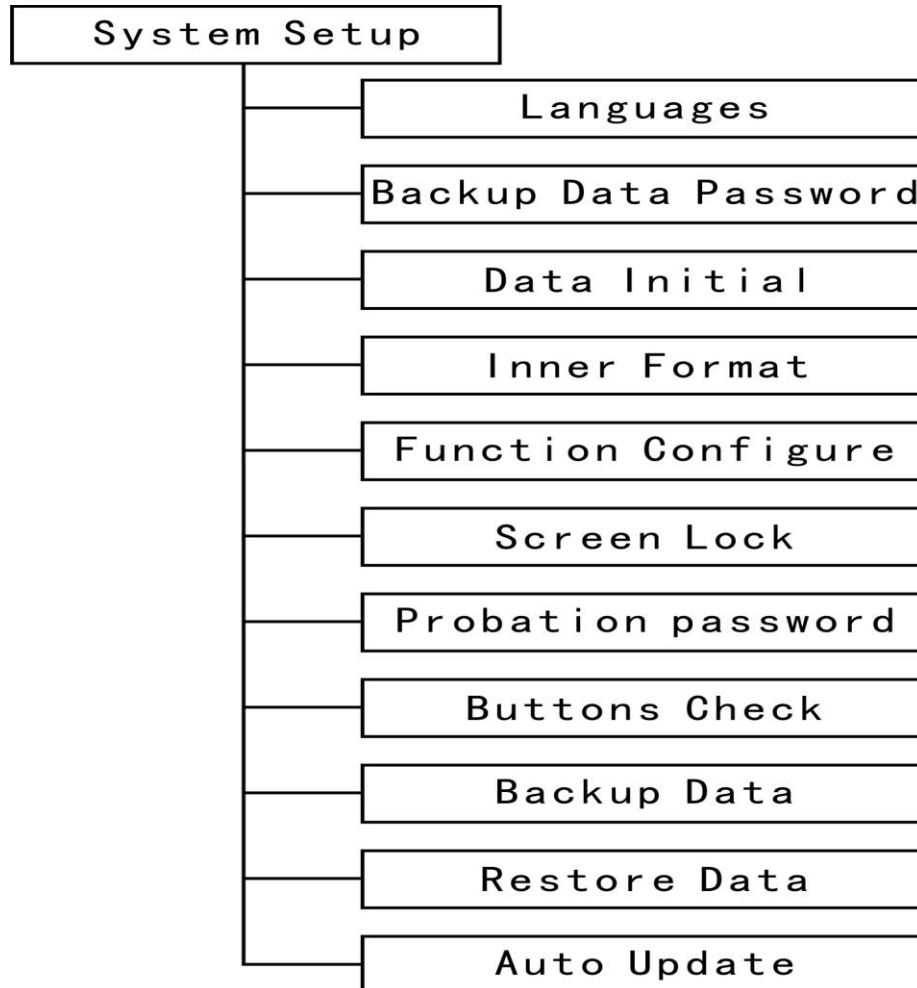 System Setup
Languages
Backup Data Password
Data Initial
Inner Format
Function Configure
Screen Lock
Probation password
Buttons Check
Backup Data
Restore Data
Auto Update